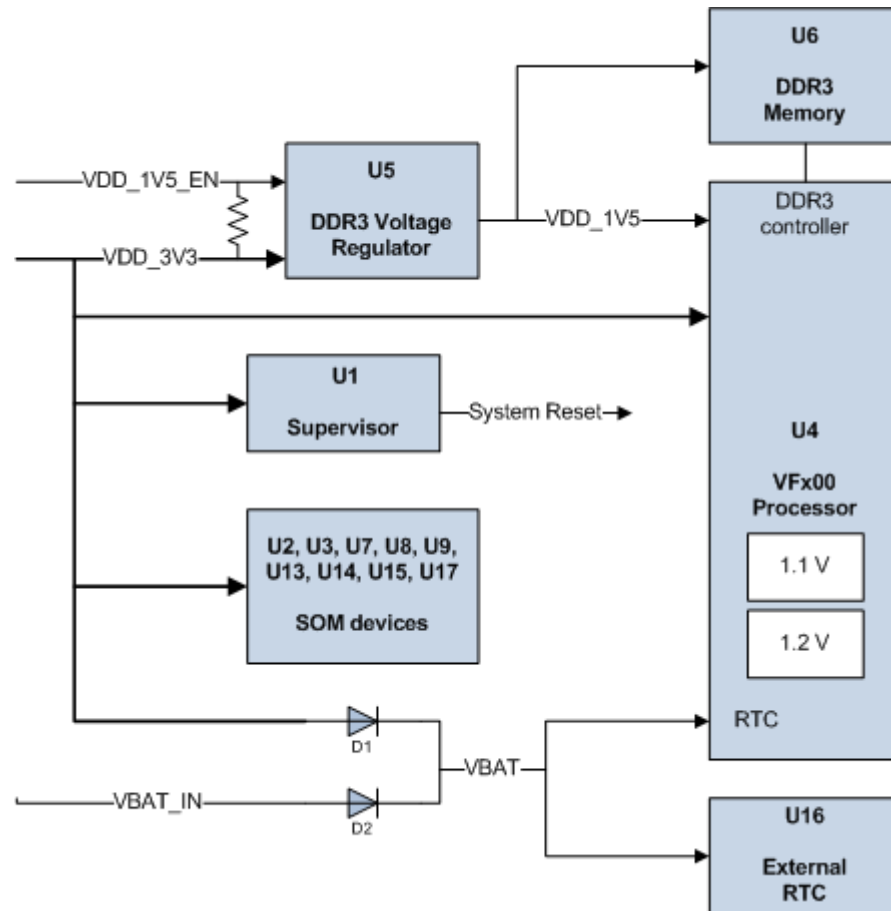 U6
DDR3
Memory
VDD_1V5_EN
U5
DDR3 Voltage
Regulator
VDD_3V3
VDD_1V5
DDR3
controller
U1
Supervisor
System Reset
U4
VFx00
Processor
1.1 V
1.2 V
U2, U3, U7, U8, U9,
U13, U14, U15, U17
SOM devices
RTC
D1
VBAT
VBAT_IN
D2
U16
External
RTC